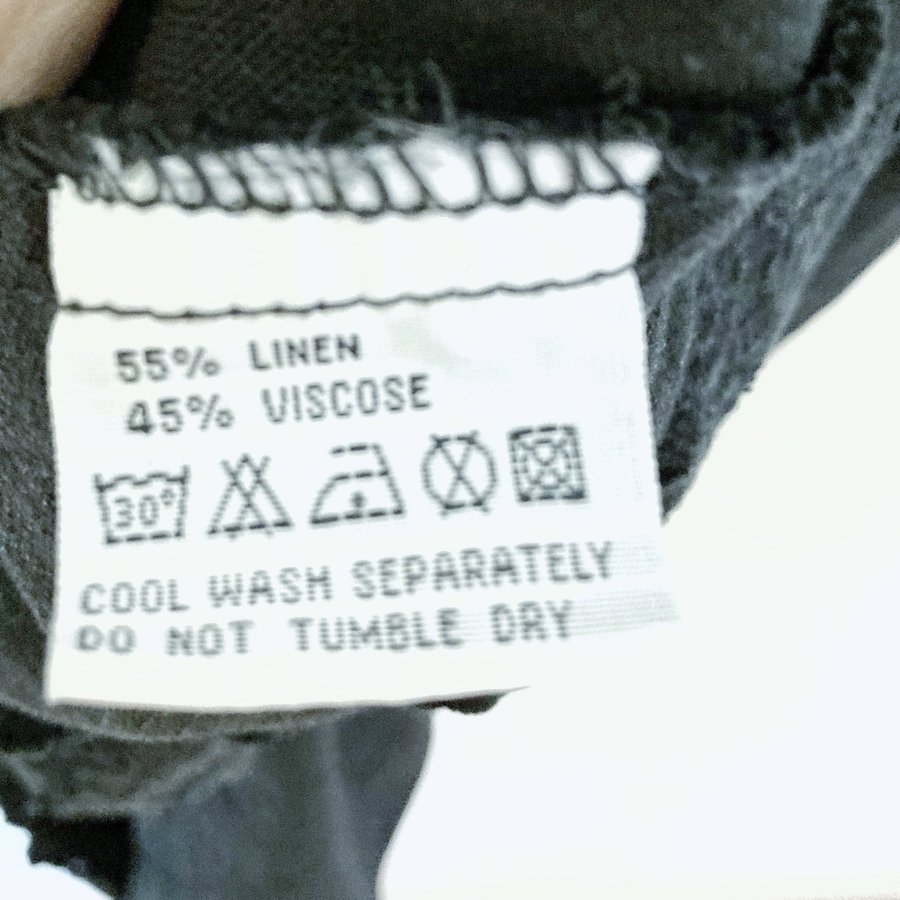 55% LINEN
45% VISCOSE
30°
COOL WASH SEPARATELY
DO NOT TUMBLE DRY